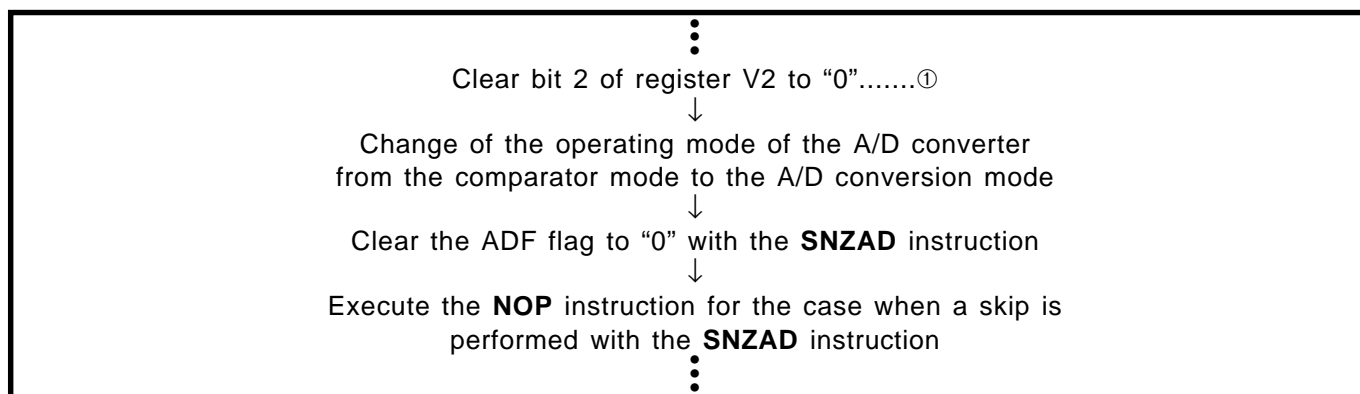 Clear bit 2 of register V2 to “0”.......①
↓
Change of the operating mode of the A/D converter
from the comparator mode to the A/D conversion mode
↓
Clear the ADF flag to “0” with the SNZAD instruction
↓
Execute the NOP instruction for the case when a skip is
performed with the SNZAD instruction